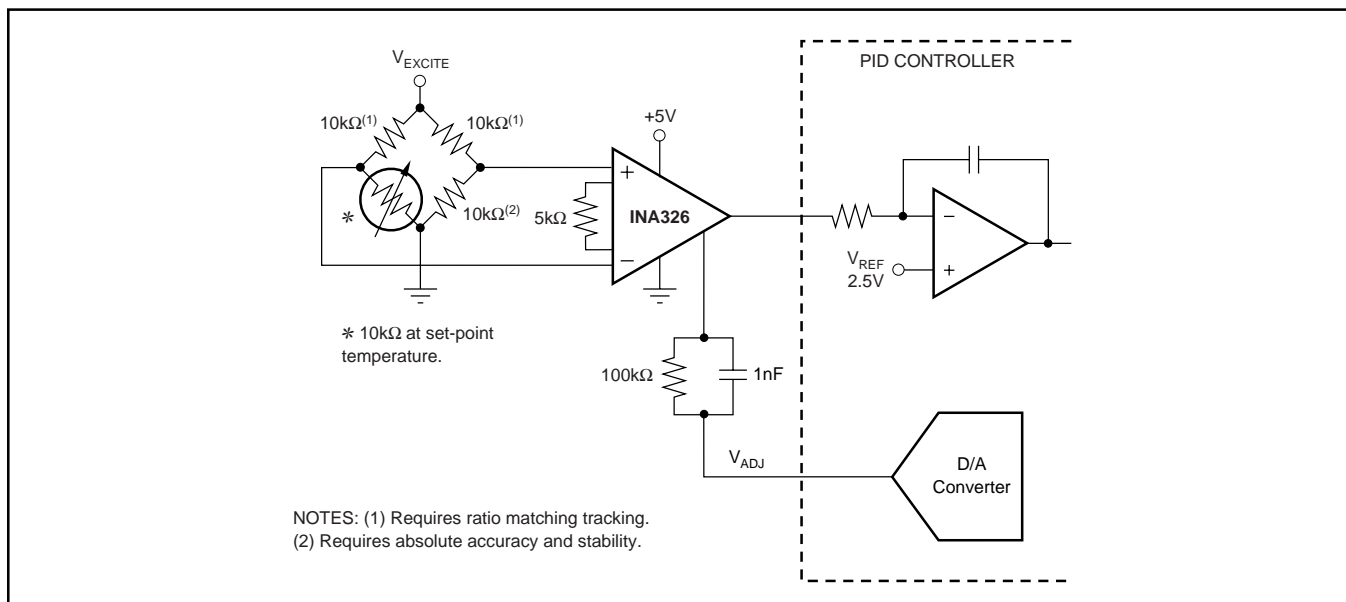 V_EXCITE
PID CONTROLLER
10kΩ(1)
10kΩ(1)
+5V
+
5kΩ
INA326
10kΩ(2)
*
−
−
V_REF
2.5V
+
* 10kΩ at set-point
temperature.
100kΩ
1nF
V_ADJ
D/A
Converter
NOTES: (1) Requires ratio matching tracking.
(2) Requires absolute accuracy and stability.